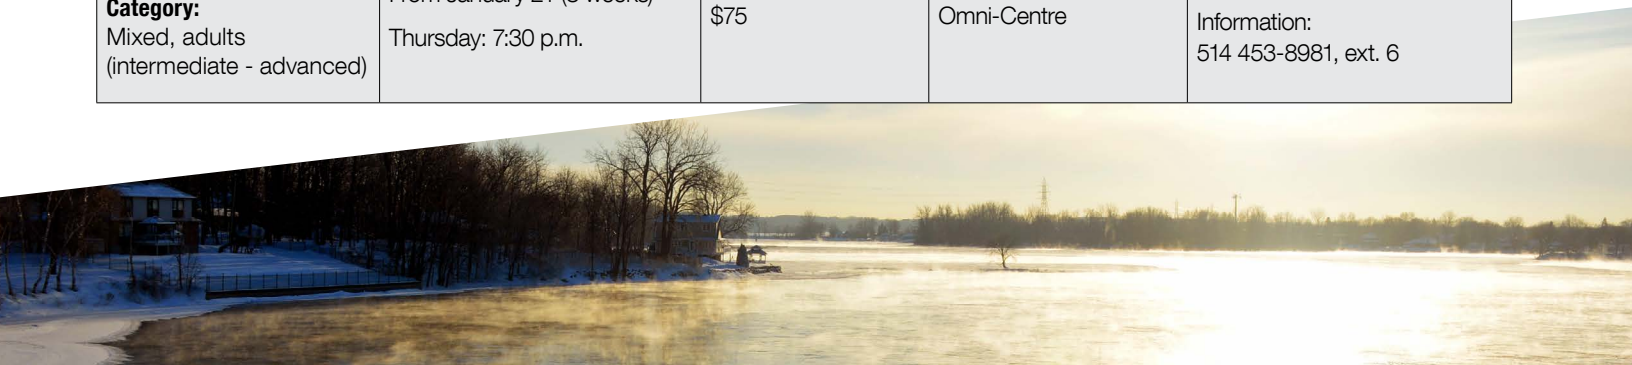 Category:
Mixed, adults
(intermediate - advanced)
Thursday: 7:30 p.m.
$75
Omni-Centre
Information:
514 453-8981, ext. 6